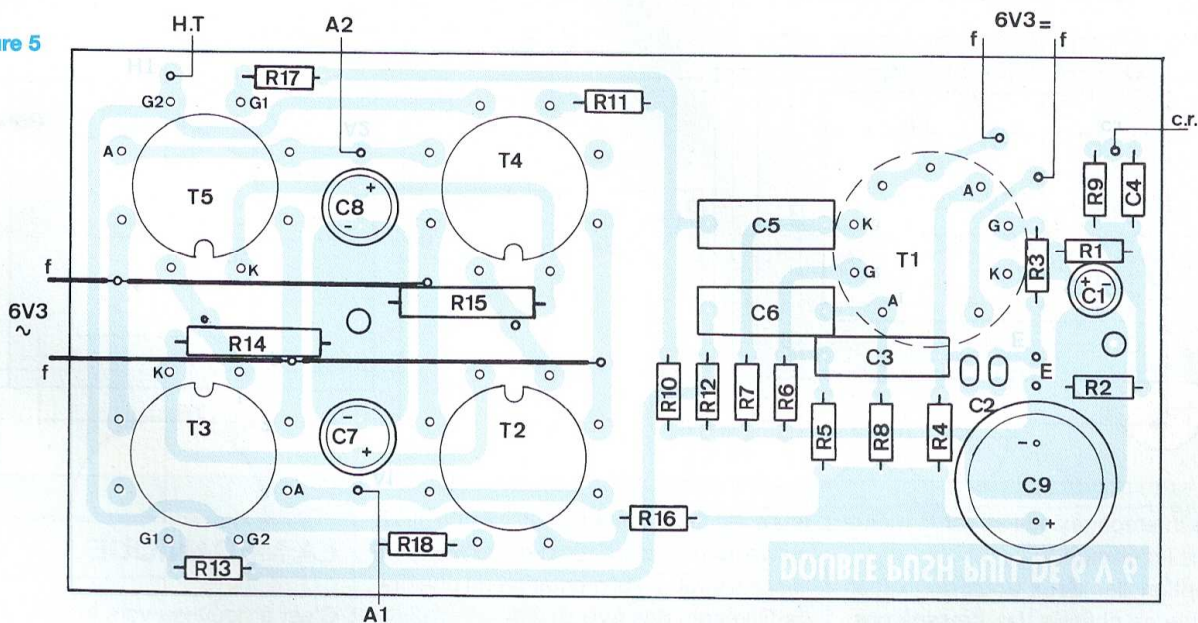 ure 5
H.T
A2
6V3 =
f
f
c.r.
R17
G2
G1
R11
A
T5
T4
C8
+
-
K
f
6V3
~
f
R15
R14
K
T3
T2
C7
-
+
A
G1
G2
R13
R18
A1
R16
C5
C6
C3
K
G
A
T1
A
G
K
R3
R9
C4
R1
+ -
C1
E
R2
C2
R10
R12
R7
R6
R5
R8
R4
-
C9
+
DOUBLE PUSH PULL DE 6 V 6